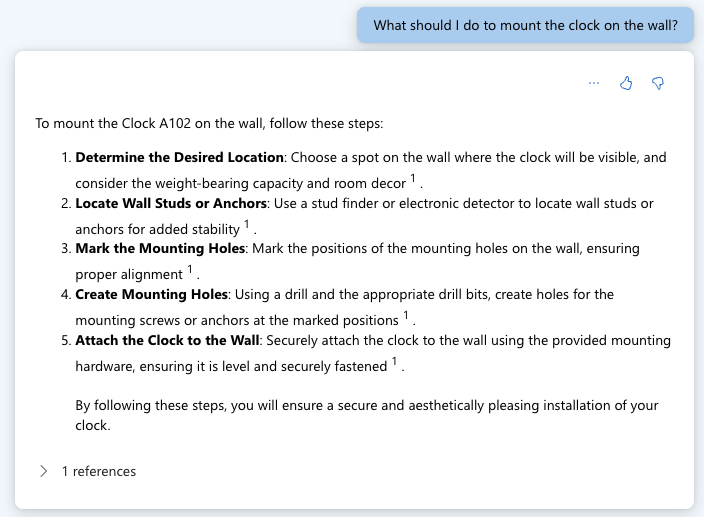 What should I do to mount the clock on the wall?
...
To mount the Clock A102 on the wall, follow these steps:
1. Determine the Desired Location: Choose a spot on the wall where the clock will be visible, and
consider the weight-bearing capacity and room decor 1 .
2. Locate Wall Studs or Anchors: Use a stud finder or electronic detector to locate wall studs or
anchors for added stability 1 .
3. Mark the Mounting Holes: Mark the positions of the mounting holes on the wall, ensuring
proper alignment 1 .
4. Create Mounting Holes: Using a drill and the appropriate drill bits, create holes for the
mounting screws or anchors at the marked positions 1 .
5. Attach the Clock to the Wall: Securely attach the clock to the wall using the provided mounting
hardware, ensuring it is level and securely fastened 1 .
By following these steps, you will ensure a secure and aesthetically pleasing installation of your
clock.
1 references